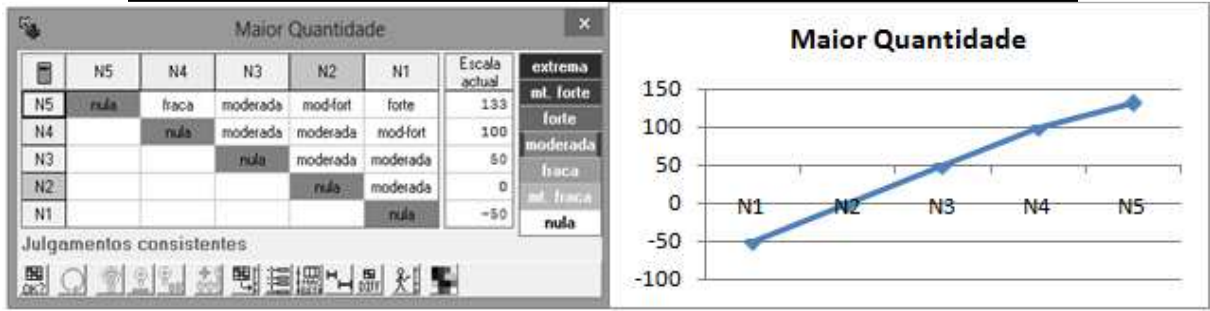 Maior Quantidade
×
N5 N4 N3 N2 N1 Escala actual
N5 nula fraca moderada mod-fort forte 133
N4 nula moderada moderada mod-fort 100
N3 nula moderada moderada 50
N2 nula moderada 0
N1 nula -50
extrema
mt. forte
forte
moderada
fraca
mt. fraca
nula
Julgamentos consistentes
OK?
DIFF
Maior Quantidade
150
100
50
0
-50
-100
N1 N2 N3 N4 N5